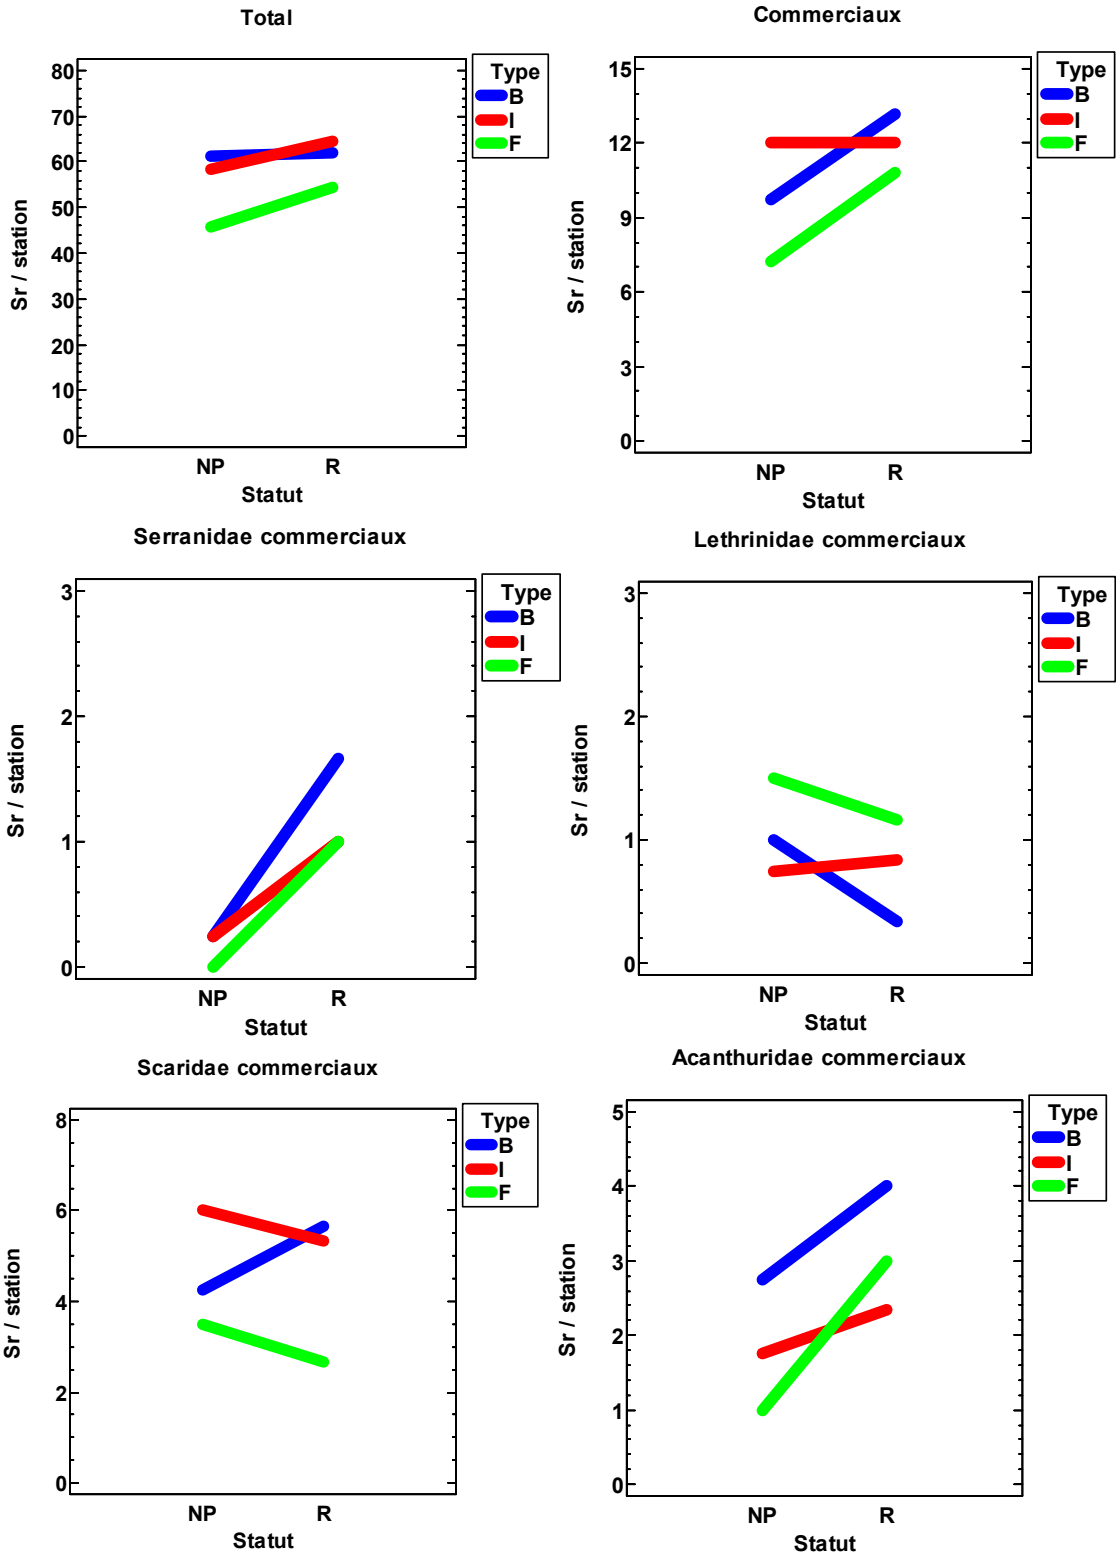 Total
Sr / station
80
70
60
50
40
30
20
10
0
NP R
Statut
Type
B
I
F
Commerciaux
Sr / station
15
12
9
6
3
0
NP R
Statut
Type
B
I
F
Serranidae commerciaux
Sr / station
3
2
1
0
NP R
Statut
Type
B
I
F
Lethrinidae commerciaux
Sr / station
3
2
1
0
NP R
Statut
Type
B
I
F
Scaridae commerciaux
Sr / station
8
6
4
2
0
NP R
Statut
Type
B
I
F
Acanthuridae commerciaux
Sr / station
5
4
3
2
1
0
NP R
Statut
Type
B
I
F